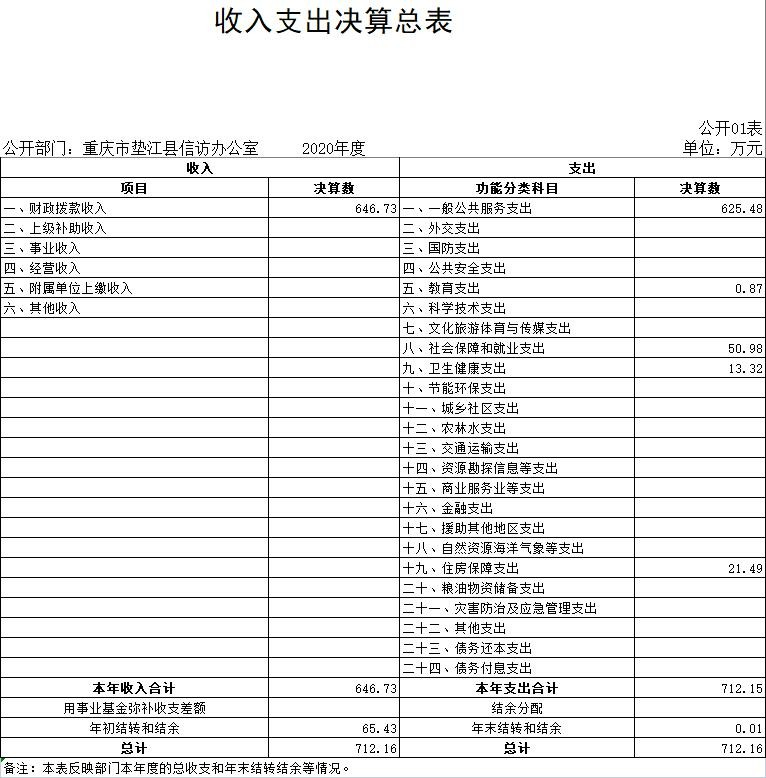 收入支出决算总表
公开01表
公开部门：重庆市垫江县信访办公室 2020年度 单位：万元
收入 支出
项目 决算数 功能分类科目 决算数
一、财政拨款收入 646.73 一、一般公共服务支出 625.48
二、上级补助收入 二、外交支出
三、事业收入 三、国防支出
四、经营收入 四、公共安全支出
五、附属单位上缴收入 五、教育支出 0.87
六、其他收入 六、科学技术支出
七、文化旅游体育与传媒支出
八、社会保障和就业支出 50.98
九、卫生健康支出 13.32
十、节能环保支出
十一、城乡社区支出
十二、农林水支出
十三、交通运输支出
十四、资源勘探信息等支出
十五、商业服务业等支出
十六、金融支出
十七、援助其他地区支出
十八、自然资源海洋气象等支出
十九、住房保障支出 21.49
二十、粮油物资储备支出
二十一、灾害防治及应急管理支出
二十二、其他支出
二十三、债务还本支出
二十四、债务付息支出
本年收入合计 646.73 本年支出合计 712.15
用事业基金弥补收支差额 结余分配
年初结转和结余 65.43 年末结转和结余 0.01
总计 712.16 总计 712.16
备注：本表反映部门本年度的总收支和年末结转结余等情况。